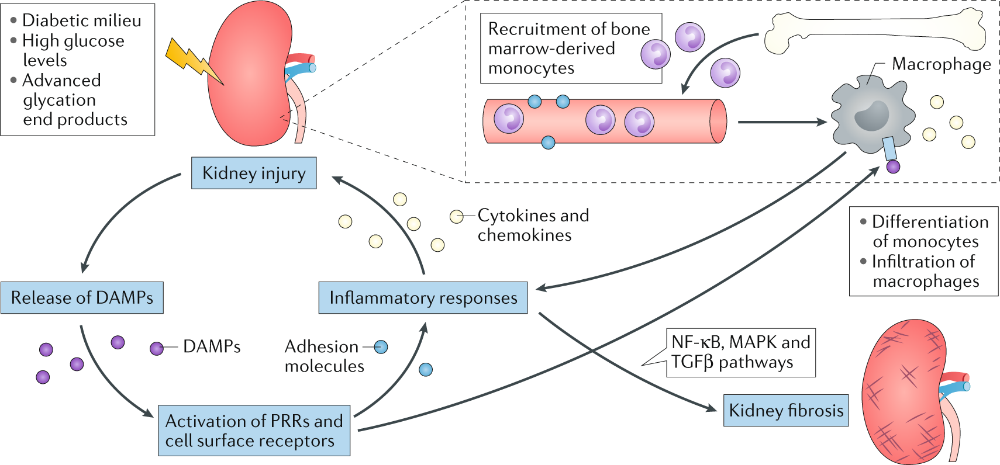 • Diabetic milieu
• High glucose
levels
• Advanced
glycation
end products
Recruitment of bone
marrow-derived
monocytes
Macrophage
Kidney injury
Cytokines and
chemokines
• Differentiation
of monocytes
• Infiltration of
macrophages
Release of DAMPs
Inflammatory responses
DAMPs
Adhesion
molecules
NF-κB, MAPK and
TGFβ pathways
Activation of PRRs and
cell surface receptors
Kidney fibrosis